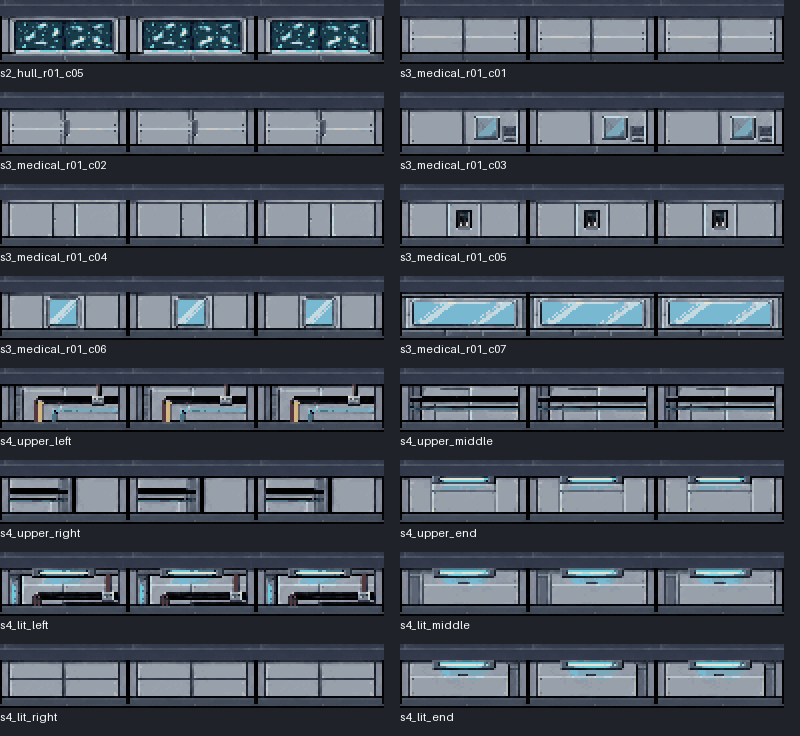 s2_hull_r01_c05
s3_medical_r01_c01
s3_medical_r01_c02
s3_medical_r01_c03
s3_medical_r01_c04
s3_medical_r01_c05
s3_medical_r01_c06
s3_medical_r01_c07
s4_upper_left
s4_upper_middle
s4_upper_right
s4_upper_end
s4_lit_left
s4_lit_middle
s4_lit_right
s4_lit_end